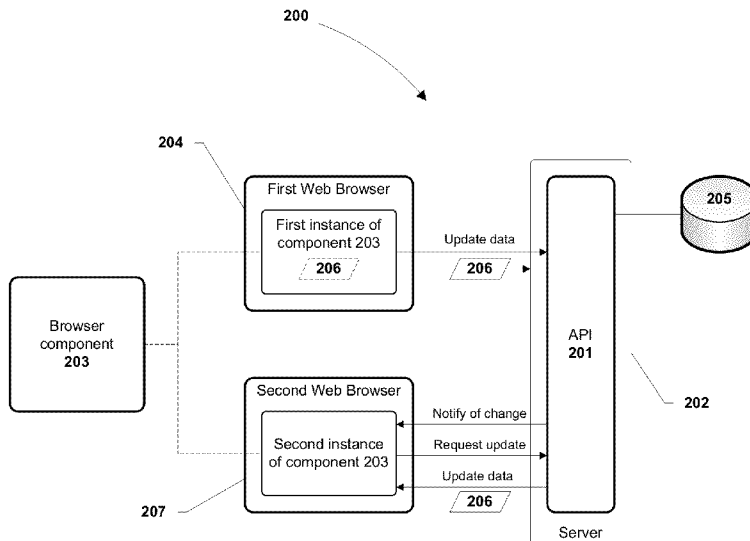 200
204
First Web Browser
First instance of
component 203
206
Update data
206
205
Browser
component
203
API
201
202
Second Web Browser
Second instance
of component 203
Notify of change
Request update
Update data
206
207
Server